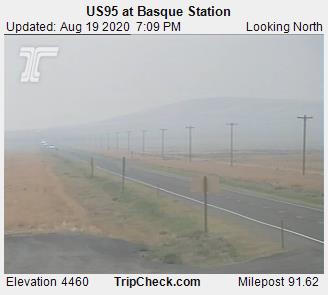 US95 at Basque Station
Updated: Aug 19 2020 7:09 PM Looking North
Elevation 4460 TripCheck.com Milepost 91.62